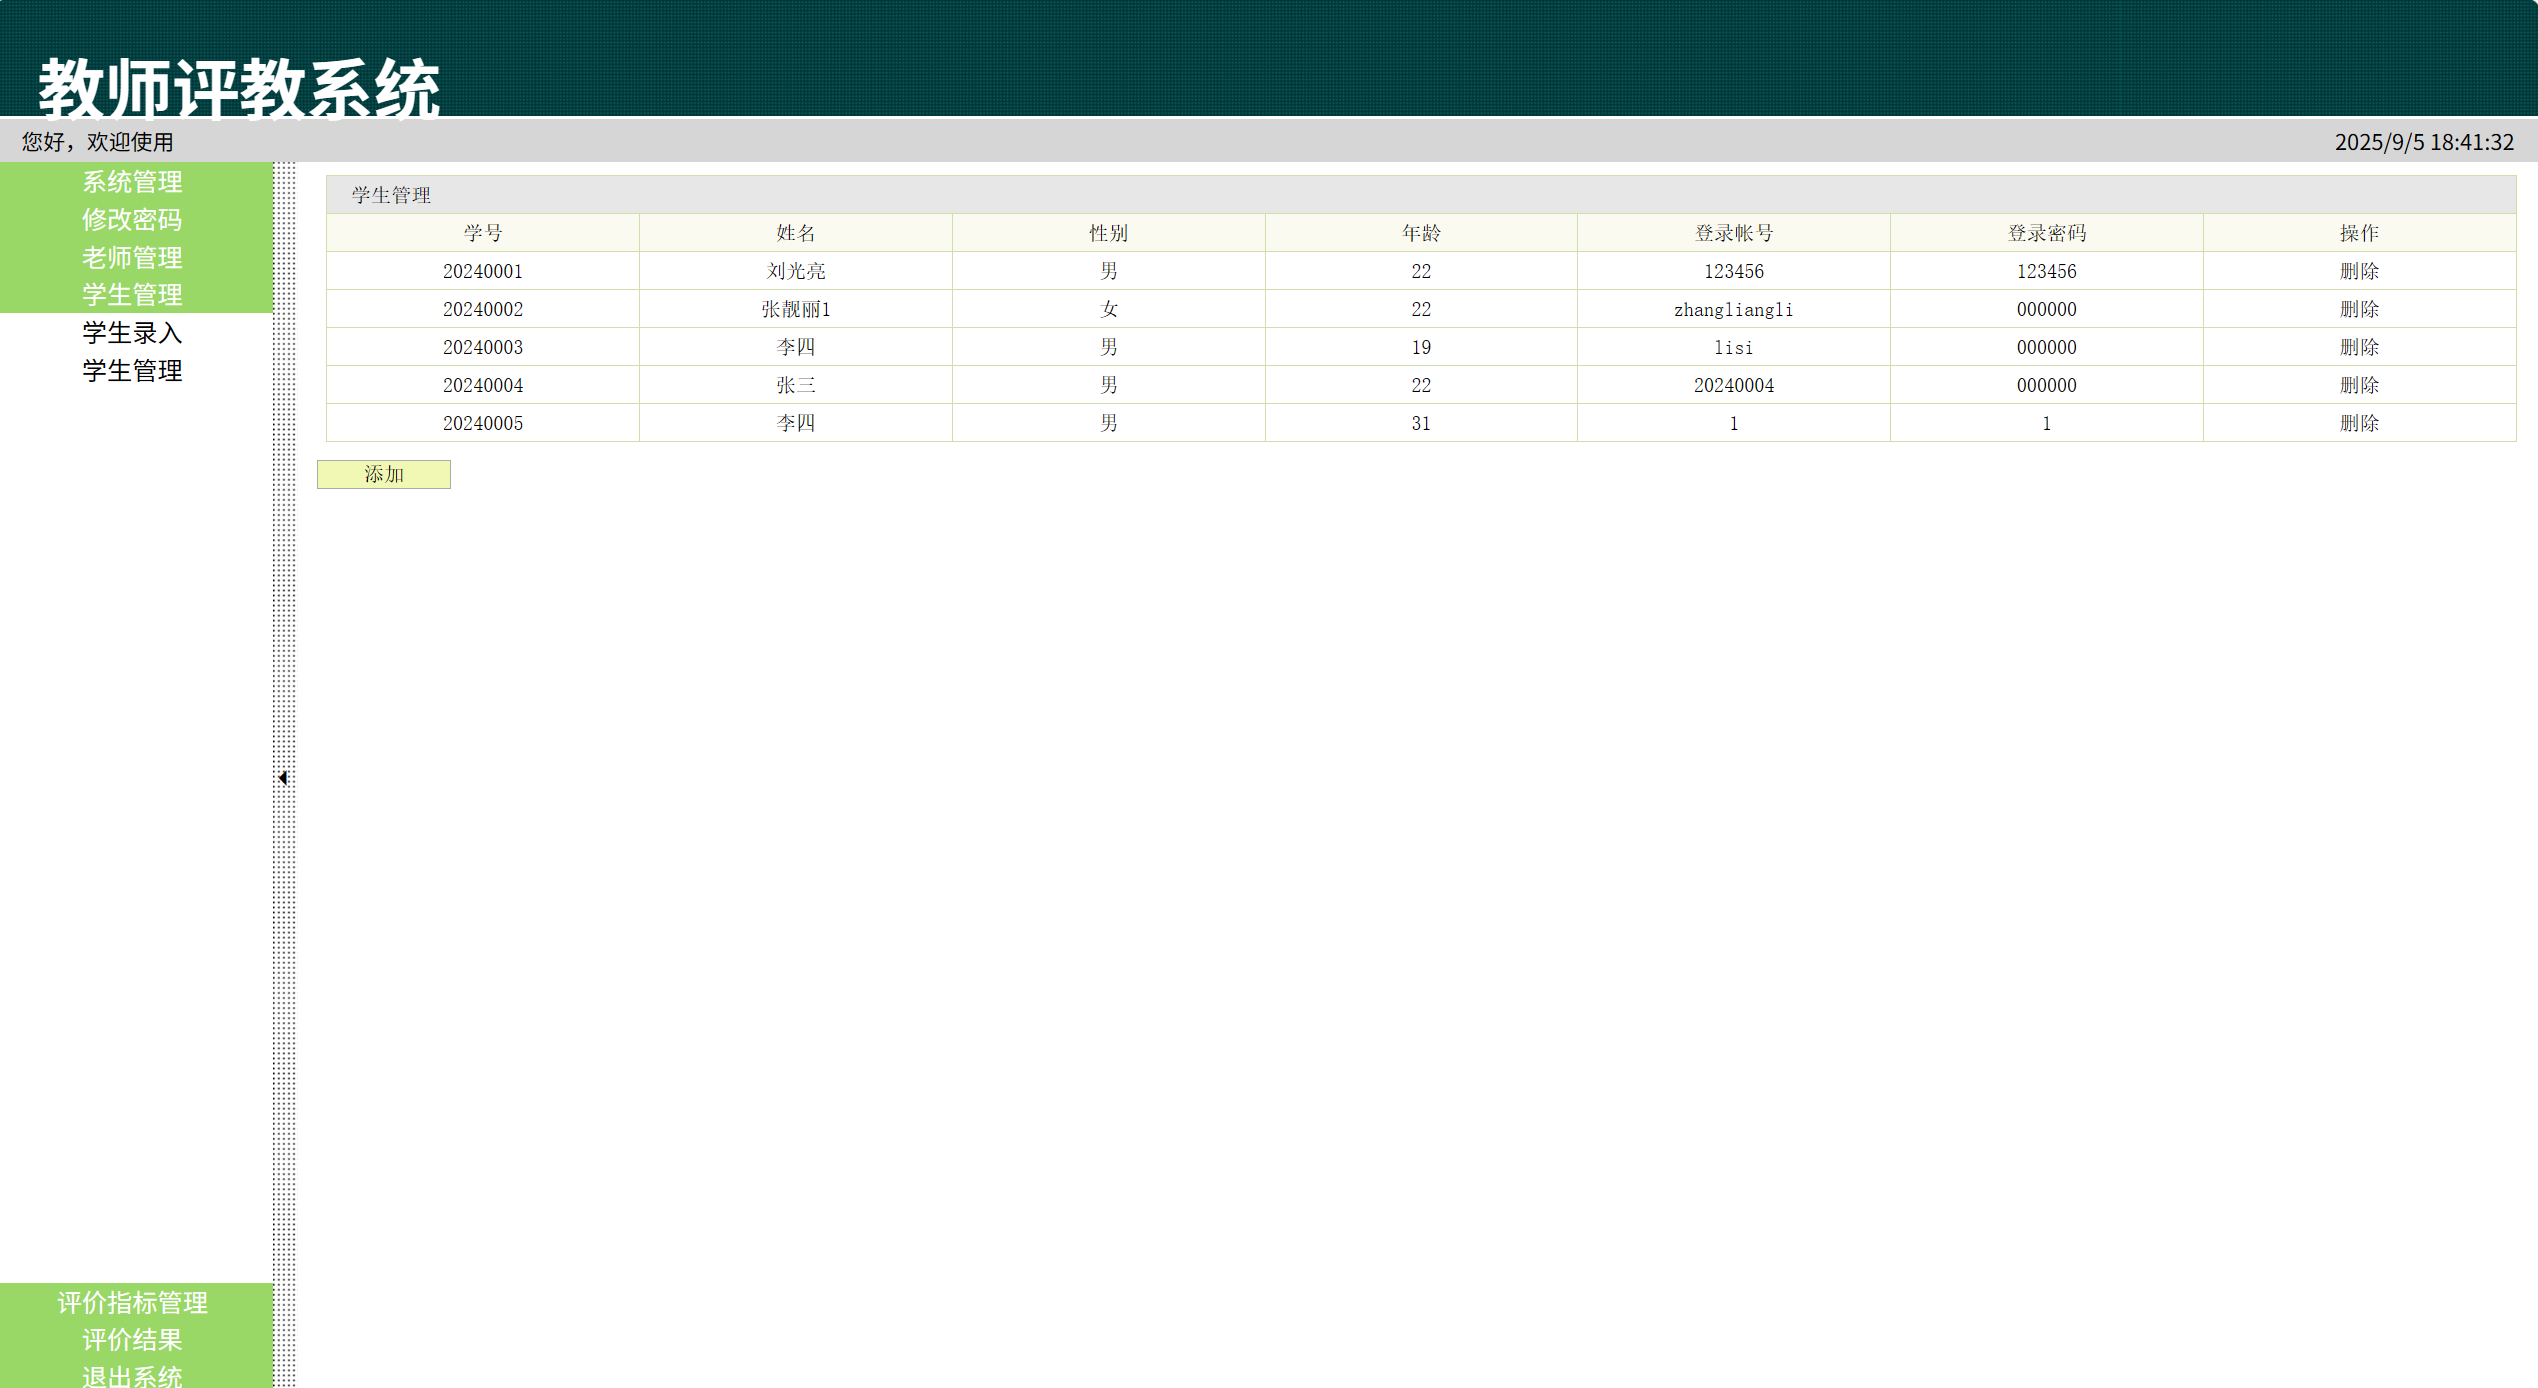 教师评教系统
您好，欢迎使用 2025/9/5 18:41:32
系统管理
修改密码
老师管理
学生管理
学生录入
学生管理
评价指标管理
评价结果
退出系统
学生管理
学号 姓名 性别 年龄 登录帐号 登录密码 操作
20240001 刘光亮 男 22 123456 123456 删除
20240002 张靓丽1 女 22 zhangliangli 000000 删除
20240003 李四 男 19 lisi 000000 删除
20240004 张三 男 22 20240004 000000 删除
20240005 李四 男 31 1 1 删除
添加